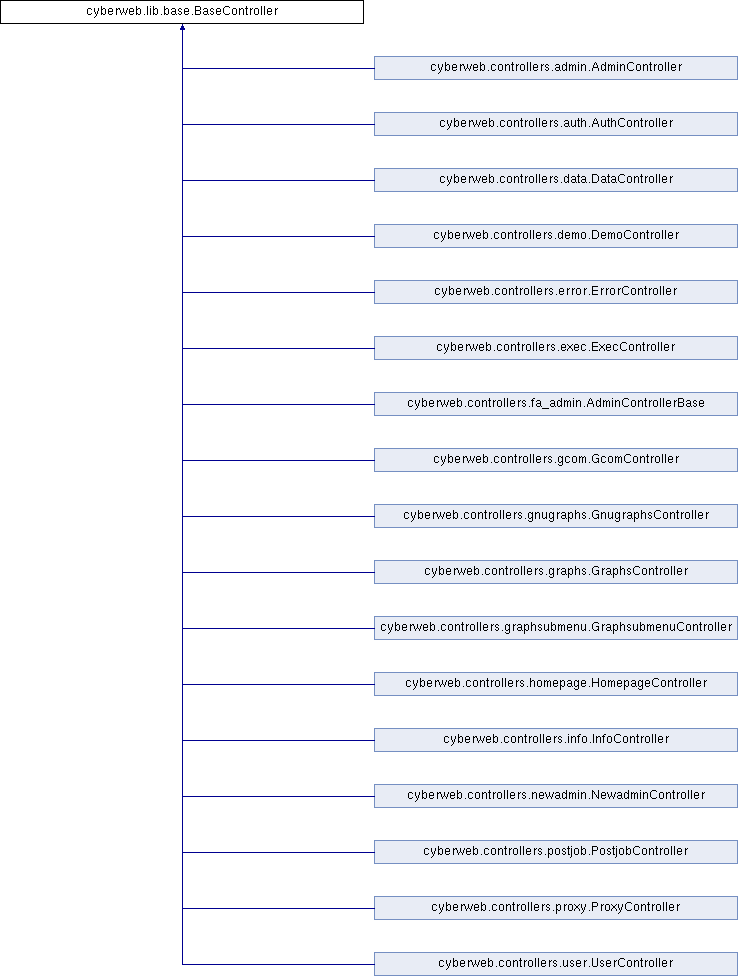 cyberweb.lib.base.BaseController
cyberweb.controllers.admin.AdminController
cyberweb.controllers.auth.AuthController
cyberweb.controllers.data.DataController
cyberweb.controllers.demo.DemoController
cyberweb.controllers.error.ErrorController
cyberweb.controllers.exec.ExecController
cyberweb.controllers.fa_admin.AdminControllerBase
cyberweb.controllers.gcom.GcomController
cyberweb.controllers.gnugraphs.GnugraphsController
cyberweb.controllers.graphs.GraphsController
cyberweb.controllers.graphsubmenu.GraphsubmenuController
cyberweb.controllers.homepage.HomepageController
cyberweb.controllers.info.InfoController
cyberweb.controllers.newadmin.NewadminController
cyberweb.controllers.postjob.PostjobController
cyberweb.controllers.proxy.ProxyController
cyberweb.controllers.user.UserController